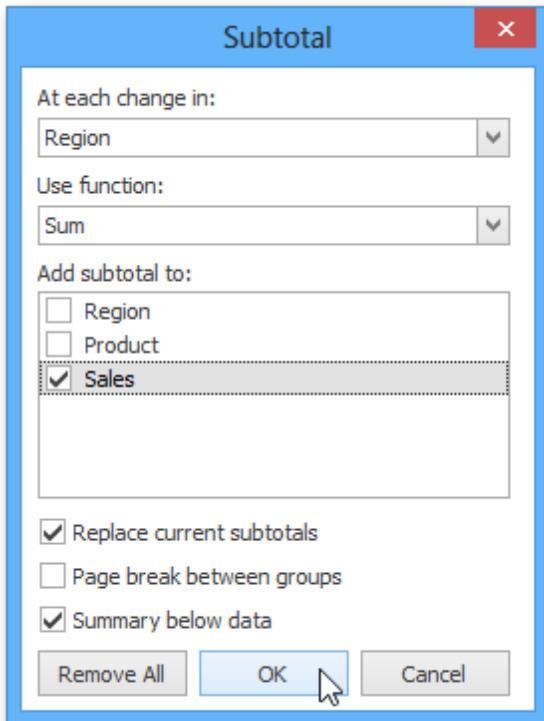 Subtotal
At each change in:
Region
Use function:
Sum
Add subtotal to:
Region
Product
Sales
Replace current subtotals
Page break between groups
Summary below data
Remove All OK Cancel